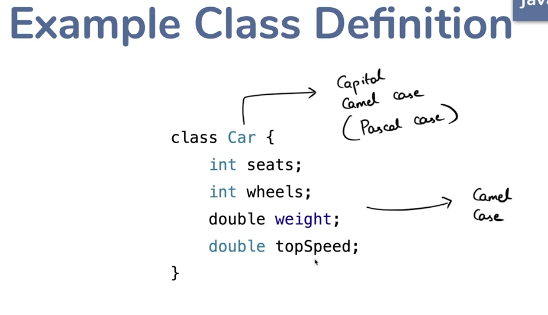 Example Class Definition
Java
Capital
Camel case
(Pascal case)
class Car {
int seats;
int wheels;
double weight;
double topSpeed;
}
Camel
Case